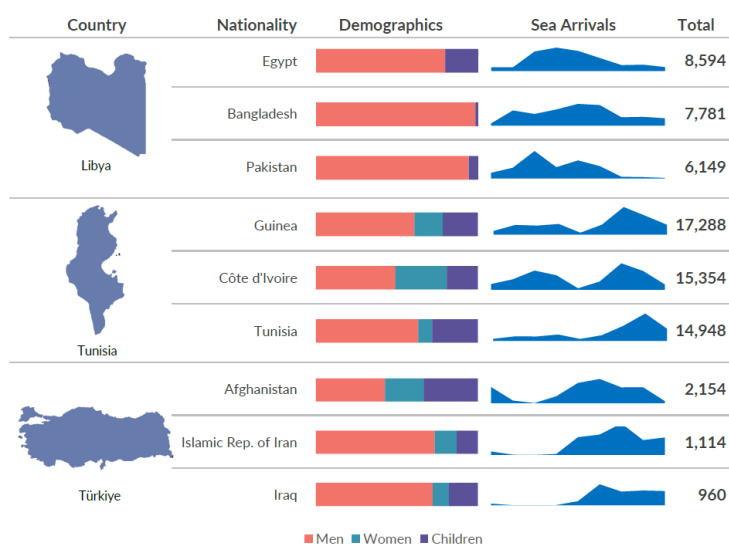 Country Nationality Demographics Sea Arrivals Total
Egypt 8,594
Bangladesh 7,781
Libya
Pakistan 6,149
Guinea 17,288
Côte d'Ivoire 15,354
Tunisia 14,948
Tunisia
Afghanistan 2,154
Islamic Rep. of Iran 1,114
Türkiye
Iraq 960
Men Women Children